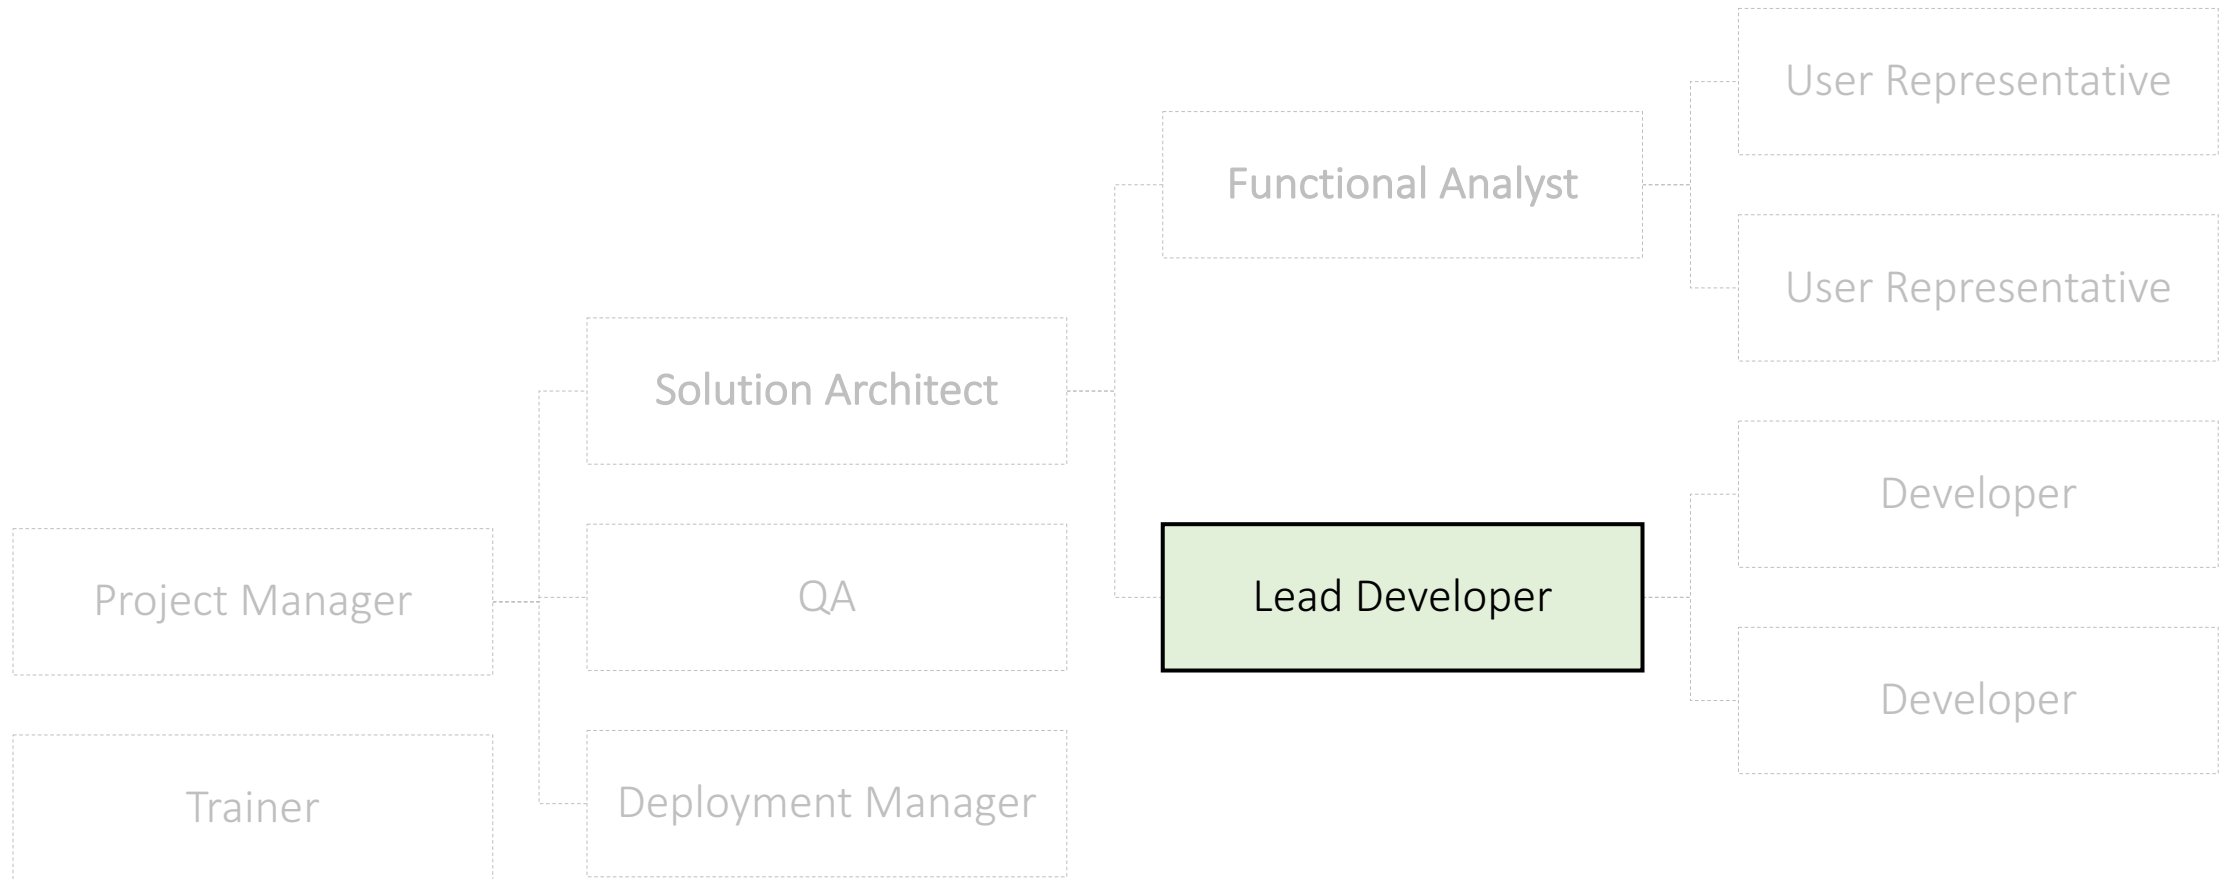 User Representative
Functional Analyst
User Representative
Solution Architect
Developer
Project Manager
QA
Lead Developer
Developer
Trainer
Deployment Manager